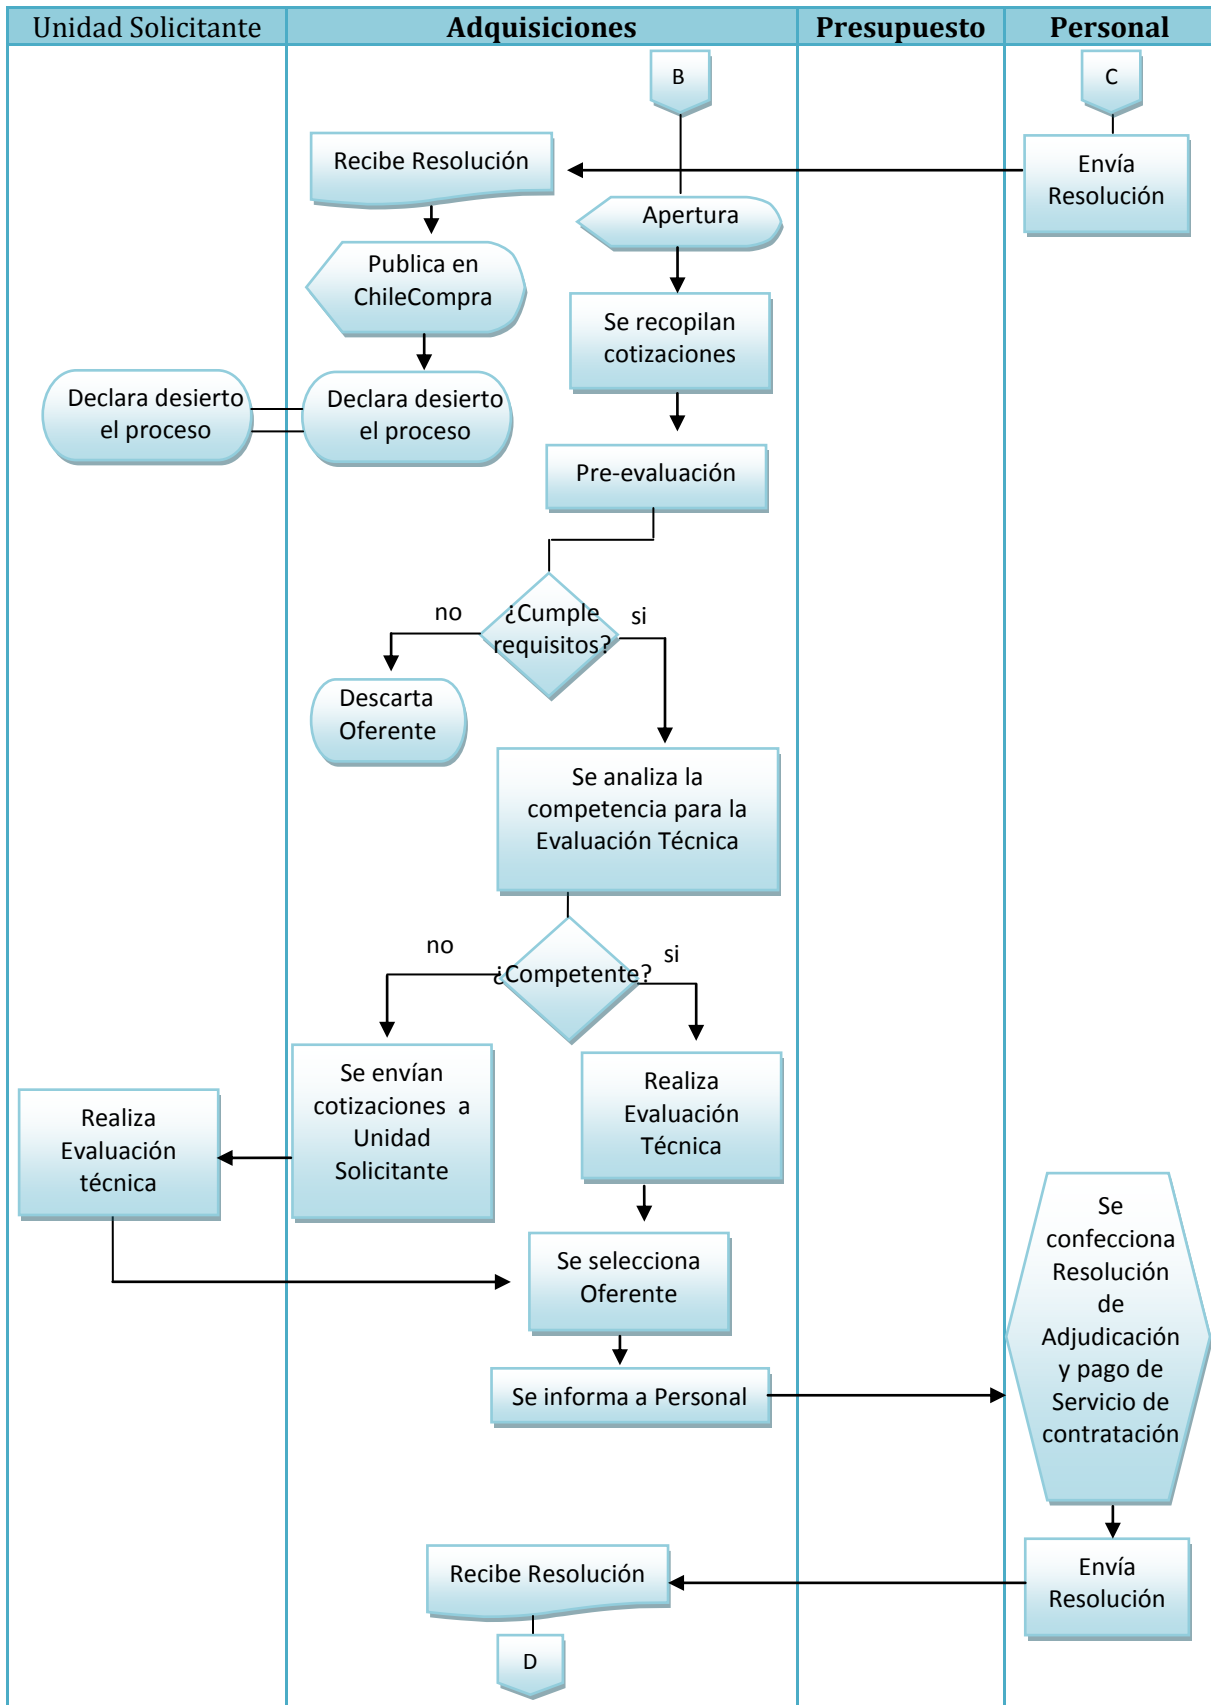 Unidad Solicitante
Adquisiciones
Presupuesto
Personal
B
C
Recibe Resolución
Envía
Resolución
Apertura
Publica en
ChileCompra
Se recopilan
cotizaciones
Declara desierto
el proceso
Declara desierto
el proceso
Pre-evaluación
no
¿Cumple
requisitos?
si
Descarta
Oferente
Se analiza la
competencia para la
Evaluación Técnica
no
¿Competente?
si
Se envían
cotizaciones a
Unidad
Solicitante
Realiza
Evaluación
Técnica
Realiza
Evaluación
técnica
Se selecciona
Oferente
Se informa a Personal
Se
confecciona
Resolución
de
Adjudicación
y pago de
Servicio de
contratación
Recibe Resolución
Envía
Resolución
D